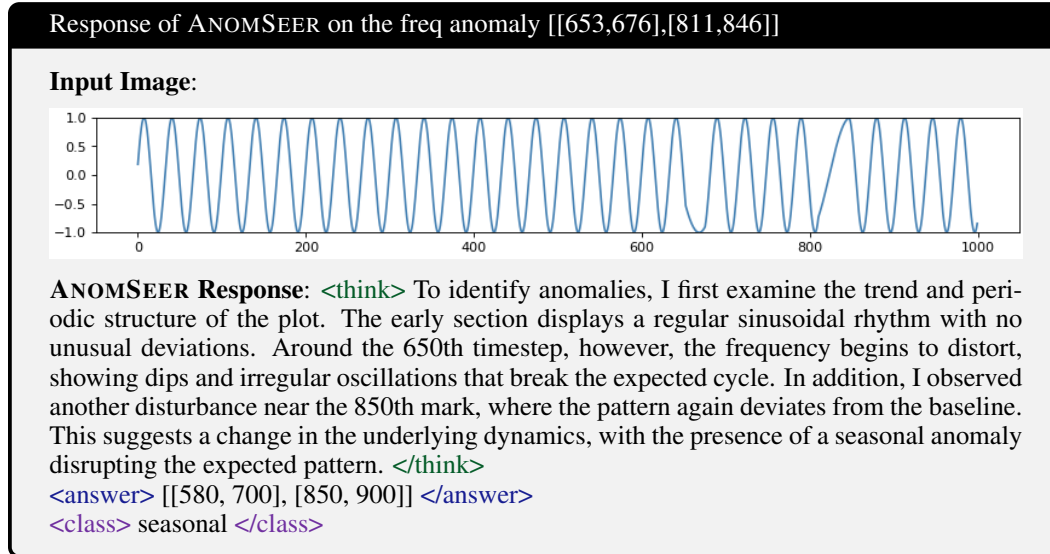 Response of ANOMSEER on the freq anomaly [[653,676],[811,846]]
Input Image:
1.0
0.5
0.0
−0.5
−1.0
0 200 400 600 800 1000
ANOMSEER Response: <think> To identify anomalies, I first examine the trend and peri-
odic structure of the plot. The early section displays a regular sinusoidal rhythm with no
unusual deviations. Around the 650th timestep, however, the frequency begins to distort,
showing dips and irregular oscillations that break the expected cycle. In addition, I observed
another disturbance near the 850th mark, where the pattern again deviates from the baseline.
This suggests a change in the underlying dynamics, with the presence of a seasonal anomaly
disrupting the expected pattern. </think>
<answer> [[580, 700], [850, 900]] </answer>
<class> seasonal </class>